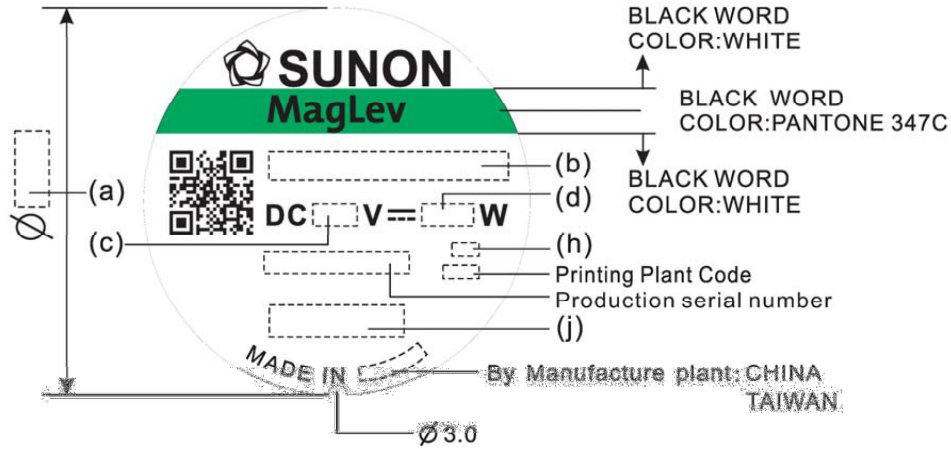 BLACK WORD
COLOR:WHITE
SUNON
MagLev
BLACK WORD
COLOR:PANTONE 347C
(a)
(b)
BLACK WORD
COLOR:WHITE
(d)
DC V W
Ø
(c)
(h)
Printing Plant Code
Production serial number
(j)
MADE IN
By Manufacture plant: CHINA
TAIWAN
Ø 3.0